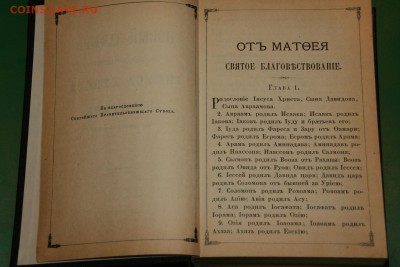 COINSARHIV.RU
По благословенію
Святѣйшаго Правительствующаго Сѵнода.
ОТЪ МАТѲЕЯ
СВЯТОЕ БЛАГОВѢСТВОВАНІЕ.
Глава 1.
Родословіе Іисуса Христа, Сына Давидова,
Сына Авраамова.
2. Авраамъ родилъ Исаака; Исаакъ родилъ
Іакова; Іаковъ родилъ Іуду и братьевъ его;
3. Іуда родилъ Фареса и Зару отъ Ѳамари;
Фаресъ родилъ Есрома; Есромъ родилъ Арама;
4. Арамъ родилъ Аминадава; Аминадавъ
родилъ Наассона; Наассонъ родилъ Салмона;
5. Салмонъ родилъ Вооза отъ Рахавы; Воозъ
родилъ Овида отъ Руѳи; Овидъ родилъ Іессея;
6. Іессей родилъ Давида царя; Давидъ царь
родилъ Соломона отъ бывшей за Уріею;
7. Соломонъ родилъ Ровоама; Ровоамъ ро-
дилъ Авію; Авія родилъ Асу;
8. Аса родилъ Іосафата; Іосафатъ родилъ
Іорама; Іорамъ родилъ Озію;
9. Озія родилъ Іоаѳама; Іоаѳамъ родилъ
Ахаза; Ахазъ родилъ Езекію;